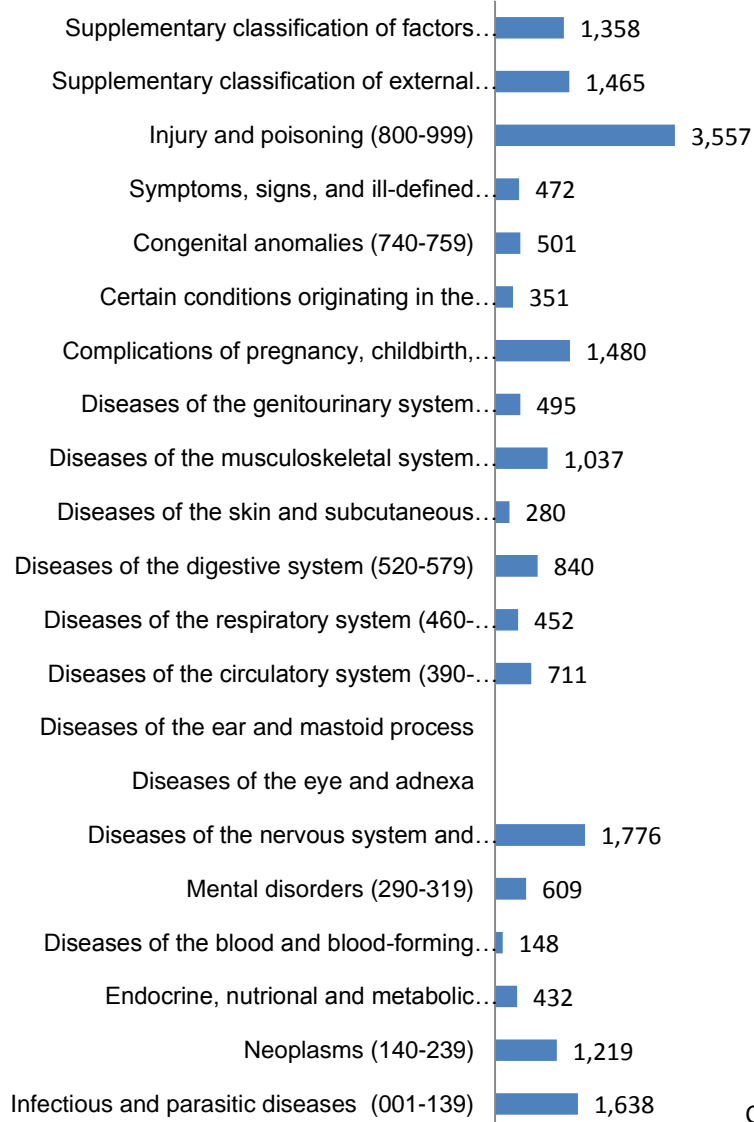 Supplementary classification of factors… 1,358
Supplementary classification of external… 1,465
Injury and poisoning (800-999) 3,557
Symptoms, signs, and ill-defined… 472
Congenital anomalies (740-759) 501
Certain conditions originating in the… 351
Complications of pregnancy, childbirth,… 1,480
Diseases of the genitourinary system… 495
Diseases of the musculoskeletal system… 1,037
Diseases of the skin and subcutaneous… 280
Diseases of the digestive system (520-579) 840
Diseases of the respiratory system (460-… 452
Diseases of the circulatory system (390-… 711
Diseases of the ear and mastoid process
Diseases of the eye and adnexa
Diseases of the nervous system and… 1,776
Mental disorders (290-319) 609
Diseases of the blood and blood-forming… 148
Endocrine, nutrional and metabolic… 432
Neoplasms (140-239) 1,219
Infectious and parasitic diseases (001-139) 1,638